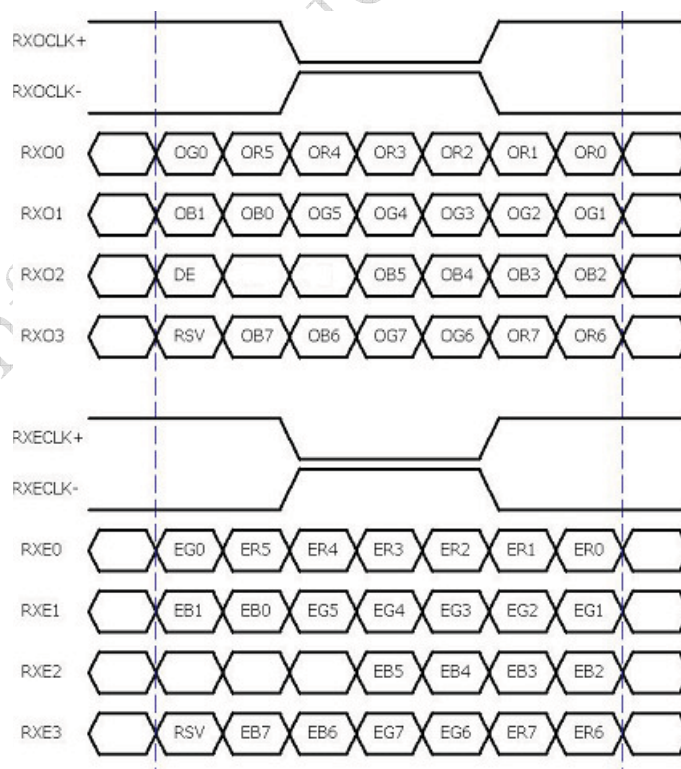 RXOCLK+
RXOCLK-
RXO0 OG0 OR5 OR4 OR3 OR2 OR1 OR0
RXO1 OB1 OB0 OG5 OG4 OG3 OG2 OG1
RXO2 DE OB5 OB4 OB3 OB2
RXO3 RSV OB7 OB6 OG7 OG6 OR7 OR6
RXECLK+
RXECLK-
RXE0 EG0 ER5 ER4 ER3 ER2 ER1 ER0
RXE1 EB1 EB0 EG5 EG4 EG3 EG2 EG1
RXE2 EB5 EB4 EB3 EB2
RXE3 RSV EB7 EB6 EG7 EG6 ER7 ER6